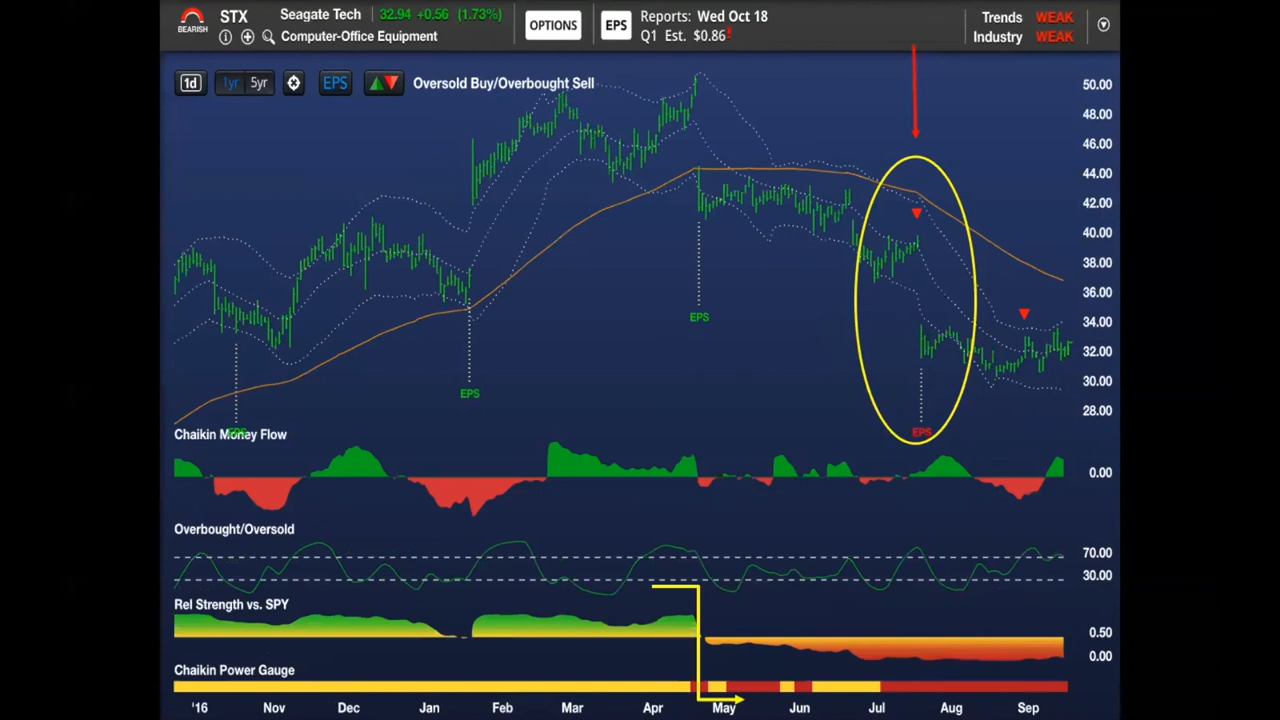 STX Seagate Tech 32.94 +0.56 (1.73%) OPTIONS EPS Reports: Wed Oct 18 Trends WEAK
BEARISH Computer-Office Equipment Q1 Est. $0.86! Industry WEAK
1d 1yr 5yr EPS Oversold Buy/Overbought Sell
50.00
48.00
46.00
44.00
42.00
40.00
38.00
36.00
34.00
32.00
30.00
28.00
EPS
EPS
EPS
EPS
Chaikin Money Flow
0.00
Overbought/Oversold
70.00
30.00
Rel Strength vs. SPY
0.50
0.00
Chaikin Power Gauge
'16 Nov Dec Jan Feb Mar Apr May Jun Jul Aug Sep